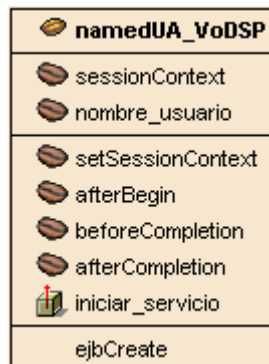 namedUA_VoDSP
sessionContext
nombre_usuario
setSessionContext
afterBegin
beforeCompletion
afterCompletion
iniciar_servicio
ejbCreate